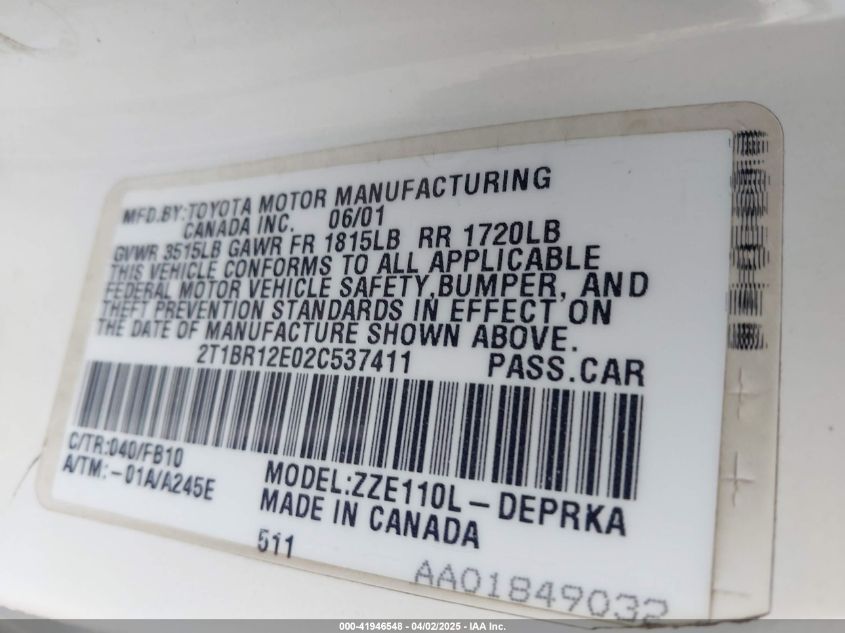 MFD.BY:TOYOTA MOTOR MANUFACTURING
CANADA INC. 06/01
GVWR 3515LB GAWR FR 1815LB RR 1720LB
THIS VEHICLE CONFORMS TO ALL APPLICABLE
FEDERAL MOTOR VEHICLE SAFETY,BUMPER, AND
THEFT PREVENTION STANDARDS IN EFFECT ON
THE DATE OF MANUFACTURE SHOWN ABOVE.
2T1BR12E02C537411 PASS.CAR
C/TR:040/FB10
A/TM:-01A/A245E
MODEL:ZZE110L-DEPRKA
MADE IN CANADA
511
AA01849032
000-41946548 - 04/02/2025 - IAA Inc.